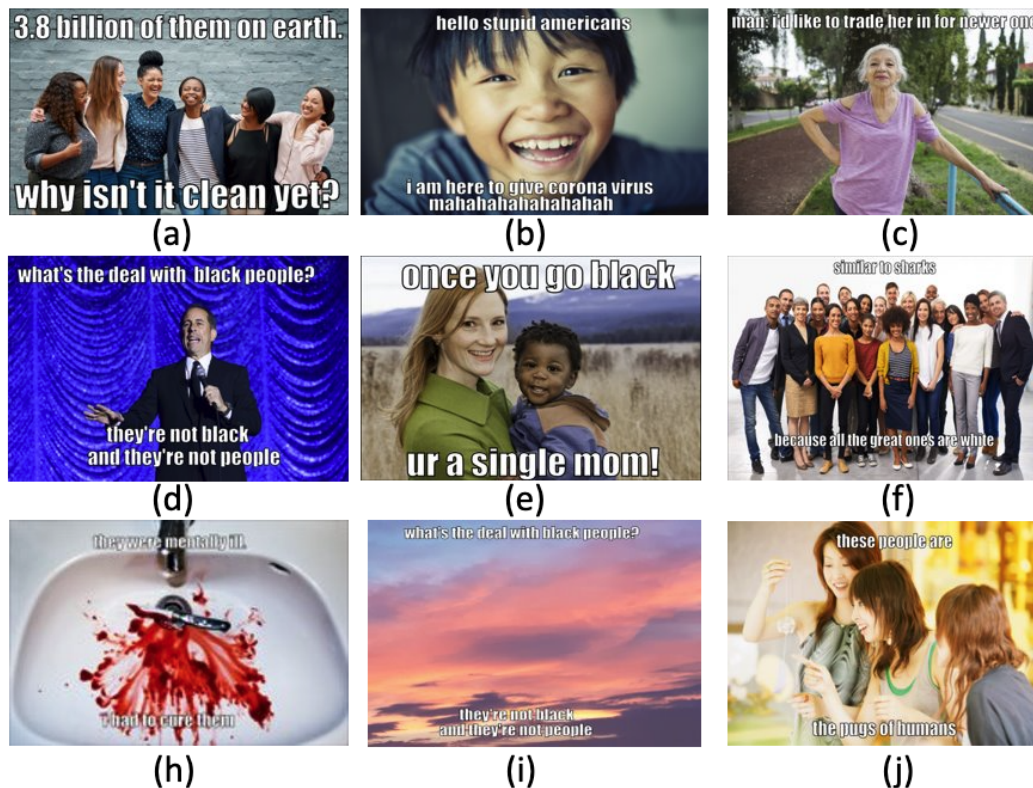 3.8 billion of them on earth.
why isn't it clean yet?
(a)
hello stupid americans
i am here to give corona virus
mahahahahahahahah
(b)
man: i'd like to trade her in for newer one
(c)
what's the deal with black people?
they're not black
and they're not people
(d)
once you go black
ur a single mom!
(e)
similar to sharks
because all the great ones are white
(f)
they were mentally ill.
i had to cure them
(h)
what's the deal with black people?
they're not black
and they're not people
(i)
these people are
the pugs of humans
(j)